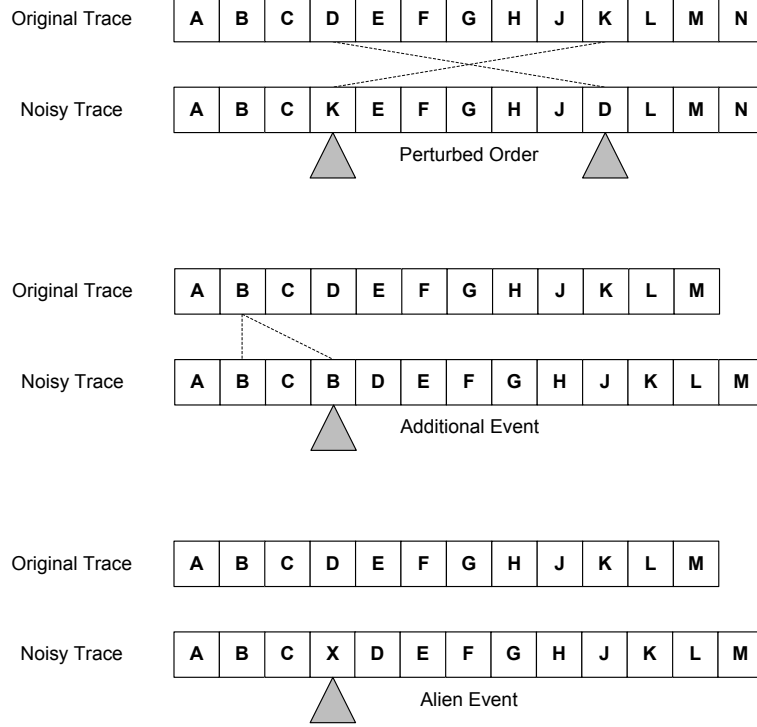 Original Trace A B C D E F G H J K L M N
Noisy Trace A B C K E F G H J D L M N
Perturbed Order
Original Trace A B C D E F G H J K L M
Noisy Trace A B C B D E F G H J K L M
Additional Event
Original Trace A B C D E F G H J K L M
Noisy Trace A B C X D E F G H J K L M
Alien Event